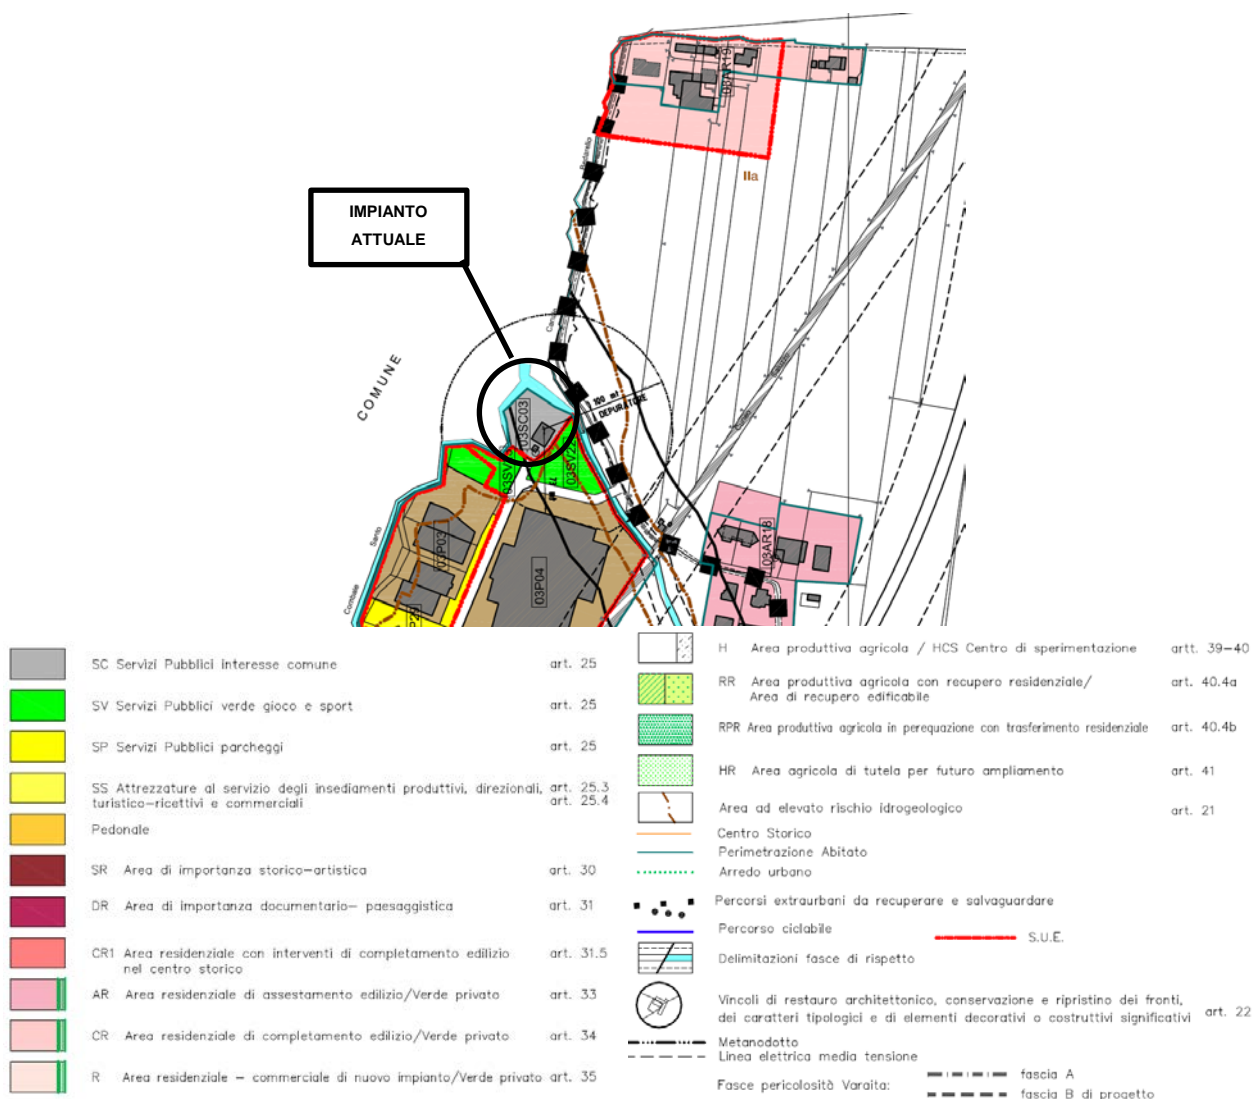 03AR19
IIa
IMPIANTO
ATTUALE
COMUNE
100 mt
DEPURATORE
03SC03
03SV22
03SV
03P03
03P04
03AR18
Santo
Combale
Canale
Cuneo
SC Servizi Pubblici interesse comune art. 25
SV Servizi Pubblici verde gioco e sport art. 25
SP Servizi Pubblici parcheggi art. 25
SS Attrezzature al servizio degli insediamenti produttivi, direzionali, art. 25.3
turistico-ricettivi e commerciali art. 25.4
Pedonale
SR Area di importanza storico-artistica art. 30
DR Area di importanza documentario- paesaggistica art. 31
CR1 Area residenziale con interventi di completamento edilizio art. 31.5
nel centro storico
AR Area residenziale di assestamento edilizio/Verde privato art. 33
CR Area residenziale di completamento edilizio/Verde privato art. 34
R Area residenziale - commerciale di nuovo impianto/Verde privato art. 35
H Area produttiva agricola / HCS Centro di sperimentazione artt. 39-40
RR Area produttiva agricola con recupero residenziale/ art. 40.4a
Area di recupero edificabile
RPR Area produttiva agricola in perequazione con trasferimento residenziale art. 40.4b
HR Area agricola di tutela per futuro ampliamento art. 41
Area ad elevato rischio idrogeologico art. 21
Centro Storico
Perimetrazione Abitato
Arredo urbano
Percorsi extraurbani da recuperare e salvaguardare
Percorso ciclabile
S.U.E.
Delimitazioni fasce di rispetto
Vincoli di restauro architettonico, conservazione e ripristino dei fronti,
dei caratteri tipologici e di elementi decorativi o costruttivi significativi art. 22
Metanodotto
Linea elettrica media tensione
Fasce pericolosità Varaita: fascia A
fascia B di progetto